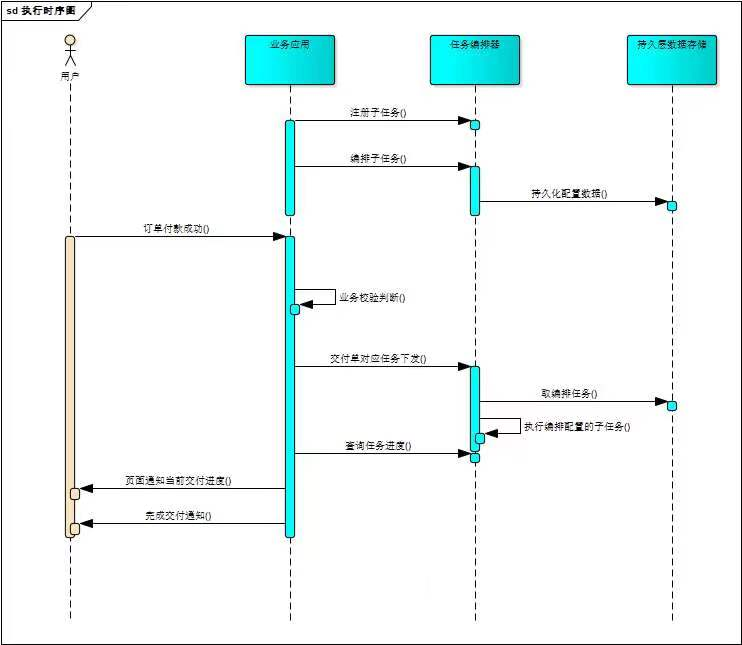 sd 执行时序图
用户
业务应用
任务编排器
持久层数据存储
注册子任务()
编排子任务()
持久化配置数据()
订单付款成功()
业务校验判断()
交付单对应任务下发()
取编排任务()
执行编排配置的子任务()
查询任务进度()
页面通知当前交付进度()
完成交付通知()